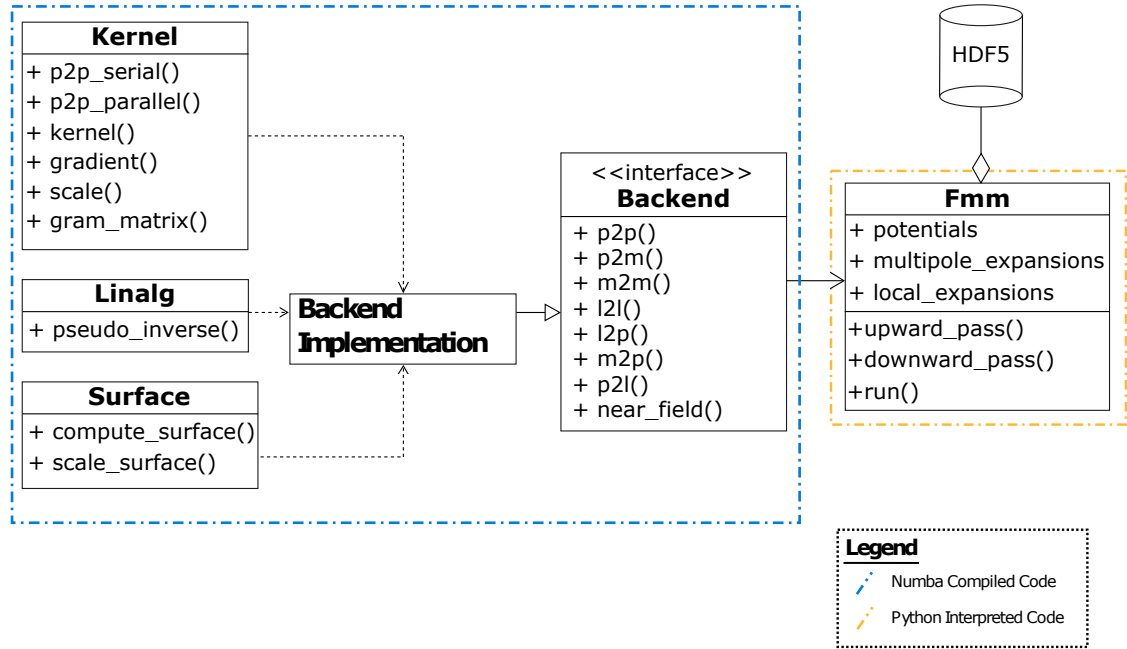 Kernel
+ p2p_serial()
+ p2p_parallel()
+ kernel()
+ gradient()
+ scale()
+ gram_matrix()
Linalg
+ pseudo_inverse()
Surface
+ compute_surface()
+ scale_surface()
Backend
Implementation
<<interface>>
Backend
+ p2p()
+ p2m()
+ m2m()
+ l2l()
+ l2p()
+ m2p()
+ p2l()
+ near_field()
HDF5
Fmm
+ potentials
+ multipole_expansions
+ local_expansions
+upward_pass()
+downward_pass()
+run()
Legend
Numba Compiled Code
Python Interpreted Code